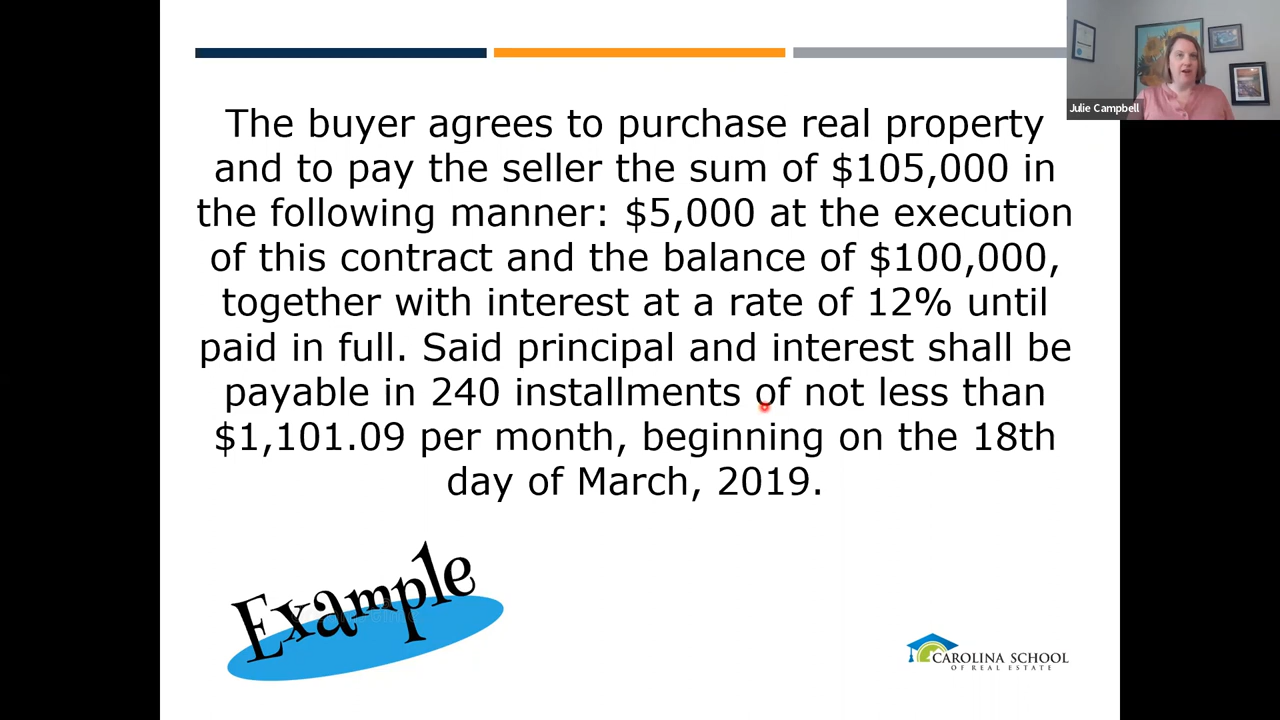 Julie Campbell
The buyer agrees to purchase real property
and to pay the seller the sum of $105,000 in
the following manner: $5,000 at the execution
of this contract and the balance of $100,000,
together with interest at a rate of 12% until
paid in full. Said principal and interest shall be
payable in 240 installments of not less than
$1,101.09 per month, beginning on the 18th
day of March, 2019.
Example
CAROLINA SCHOOL
OF REAL ESTATE